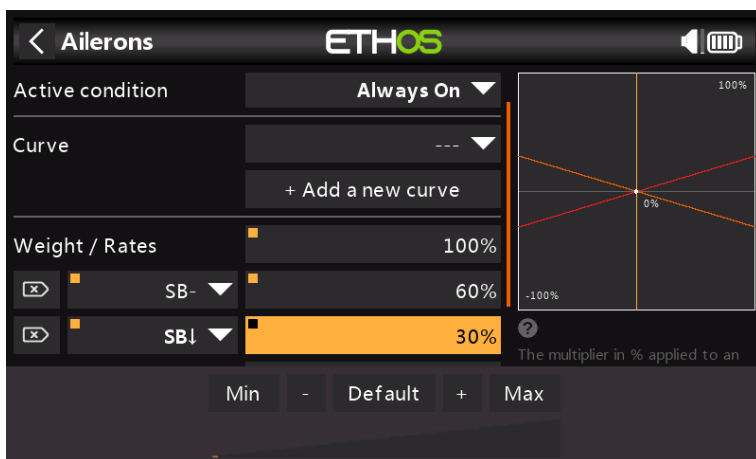 Ailerons
ETHOS
Active condition
Always On
100%
Curve
---
+ Add a new curve
0%
Weight / Rates
100%
SB-
60%
-100%
SB↓
30%
?
The multiplier in % applied to an
Min
-
Default
+
Max